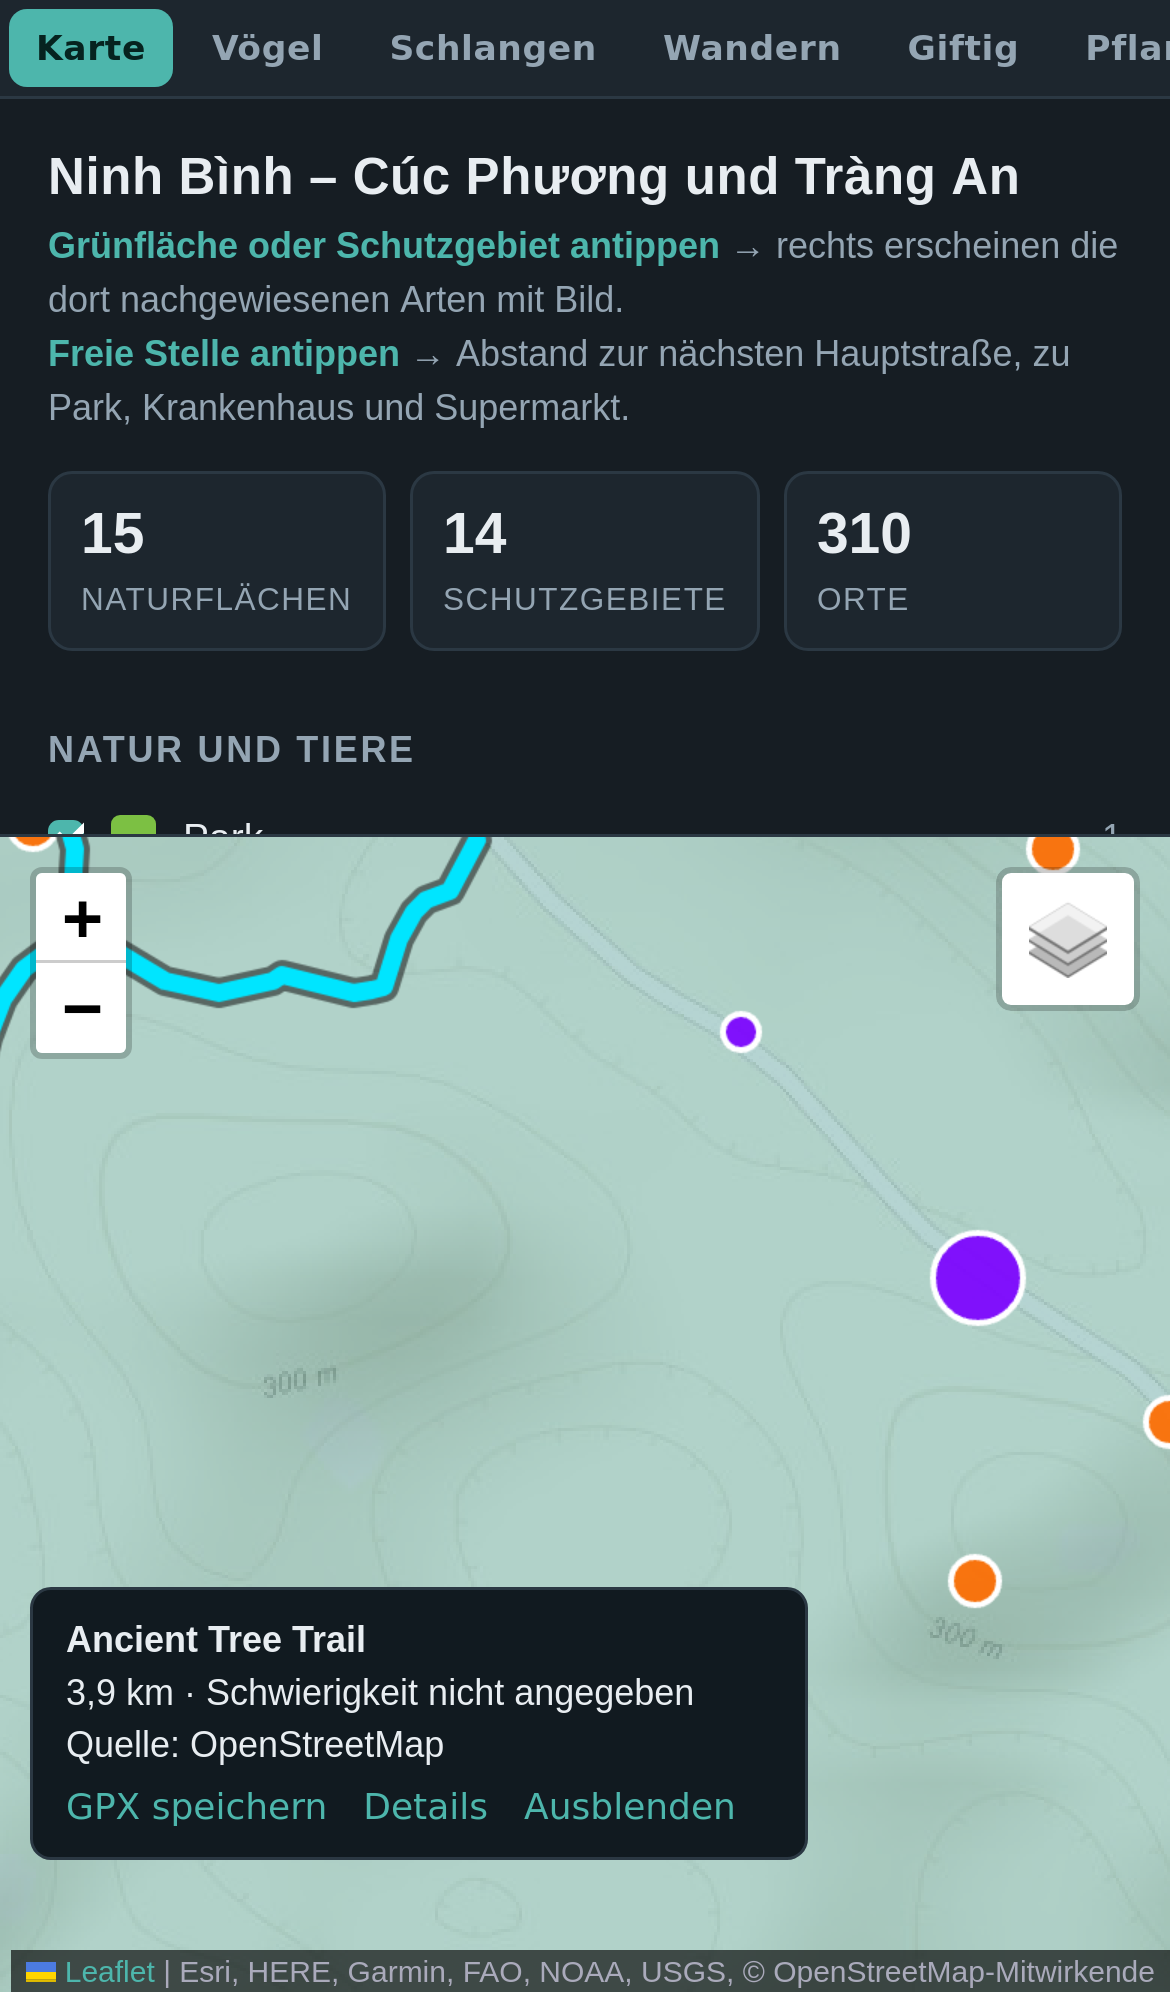 Karte Vögel Schlangen Wandern Giftig
Ninh Bình – Cúc Phương und Tràng An
Grünfläche oder Schutzgebiet antippen → rechts erscheinen die
dort nachgewiesenen Arten mit Bild.
Freie Stelle antippen → Abstand zur nächsten Hauptstraße, zu
Park, Krankenhaus und Supermarkt.
15 14 310
NATURFLÄCHEN SCHUTZGEBIETE ORTE
NATUR UND TIERE
Park 1
+
−
300 m
300 m
Ancient Tree Trail
3,9 km · Schwierigkeit nicht angegeben
Quelle: OpenStreetMap
GPX speichern Details Ausblenden
Leaflet | Esri, HERE, Garmin, FAO, NOAA, USGS, © OpenStreetMap-Mitwirkende